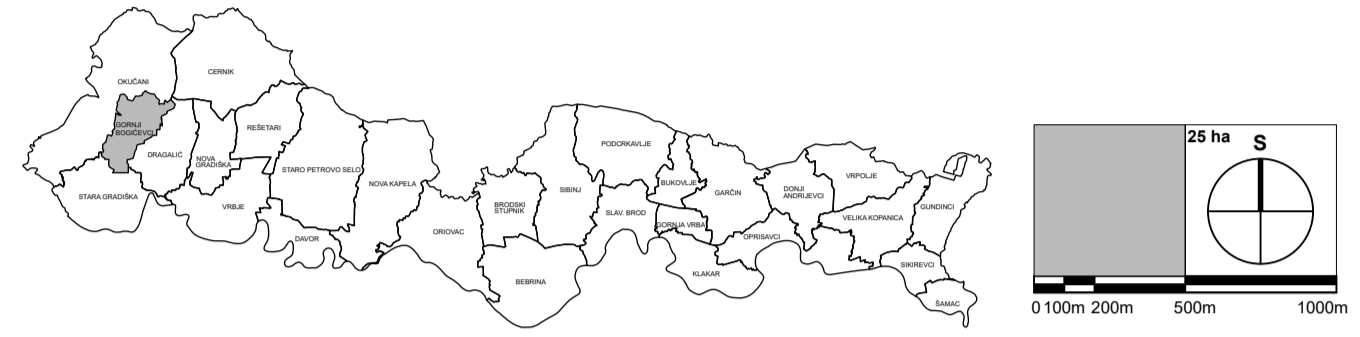 OKUČANI
CERNIK
GORNJI
BOGIĆEVCI
REŠETARI
DRAGALIĆ
NOVA
GRADIŠKA
STARO PETROVO SELO
STARA GRADIŠKA
VRBJE
NOVA KAPELA
DAVOR
ORIOVAC
BRODSKI
STUPNIK
SIBINJ
BEBRINA
PODCRKAVLJE
BUKOVLJE
SLAV. BROD
GORNJA VRBA
GARČIN
KLAKAR
OPRISAVCI
DONJI
ANDRIJEVCI
VRPOLJE
VELIKA KOPANICA
GUNDINCI
SIKIREVCI
ŠAMAC
25 ha
S
0 100m 200m 500m 1000m